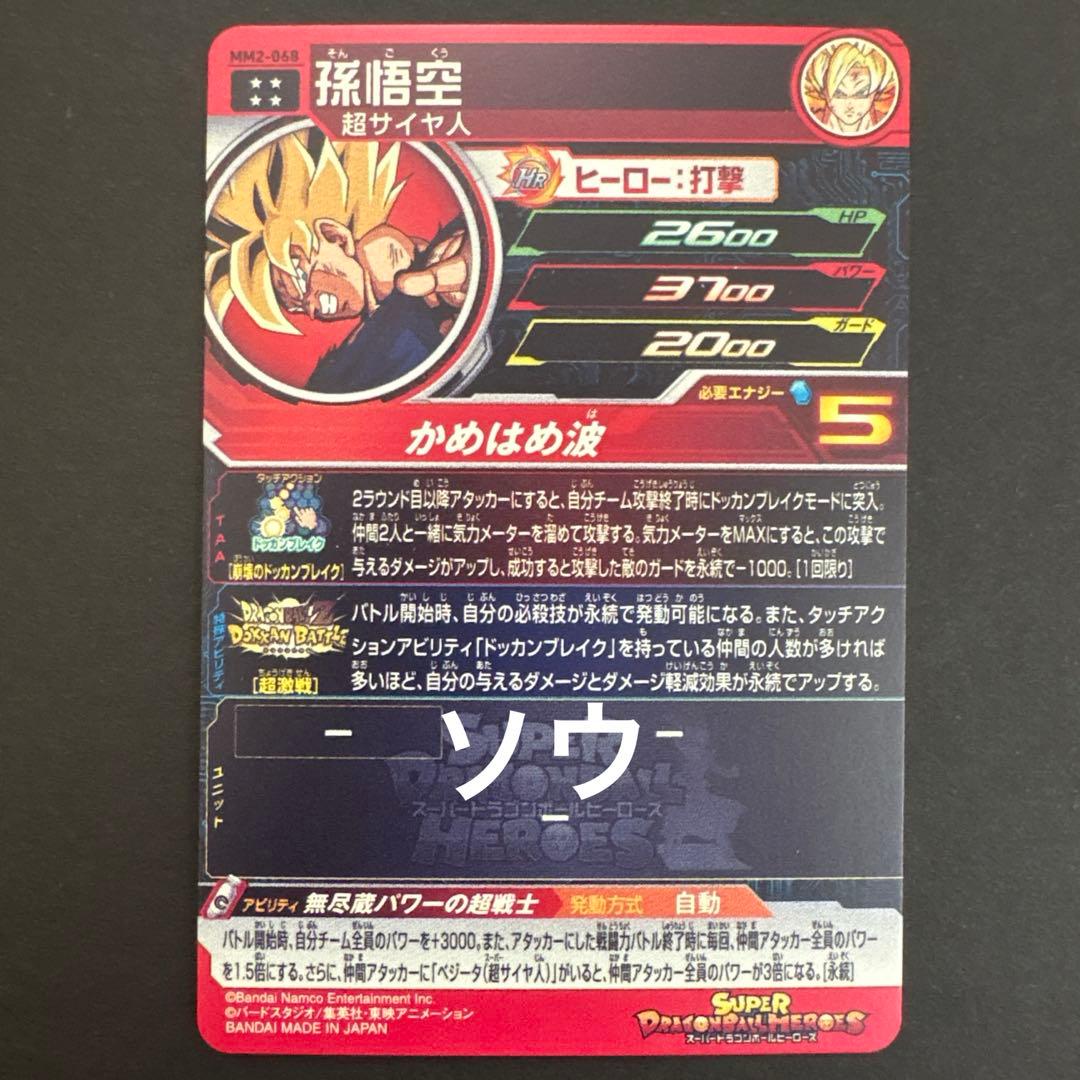 MM2-068
そん ご くう
孫悟空
超サイヤ人
HR ヒーロー:打撃
HP
2600
パワー
3700
ガード
2000
必要エナジー 5
は
かめはめ波
TAA
タッチアクション
ドッカンブレイク
[崩壊のドッカンブレイク]
2ラウンド目以降アタッカーにすると、自分チーム攻撃終了時にドッカンブレイクモードに突入。
仲間2人と一緒に気力メーターを溜めて攻撃する。気力メーターをMAXにすると、この攻撃で
与えるダメージがアップし、成功すると攻撃した敵のガードを永続で−1000。[1回限り]
特殊アビリティ
DRAGON BALL Z
DOKKAN BATTLE
ちょうげきせん
[超激戦]
バトル開始時、自分の必殺技が永続で発動可能になる。また、タッチアク
ションアビリティ「ドッカンブレイク」を持っている仲間の人数が多ければ
多いほど、自分の与えるダメージとダメージ軽減効果が永続でアップする。
ユニット
− −
−
ソウ
SUPER
DRAGONBALL
スーパードラゴンボールヒーローズ
HEROES
アビリティ 無尽蔵パワーの超戦士 発動方式 自動
バトル開始時、自分チーム全員のパワーを+3000。また、アタッカーにした戦闘力バトル終了時に毎回、仲間アタッカー全員のパワー
を1.5倍にする。さらに、仲間アタッカーに「ベジータ(超サイヤ人)」がいると、仲間アタッカー全員のパワーが3倍になる。[永続]
©Bandai Namco Entertainment Inc.
©バードスタジオ/集英社・東映アニメーション
BANDAI MADE IN JAPAN
SUPER
DRAGONBALL HEROES
スーパードラゴンボールヒーローズ